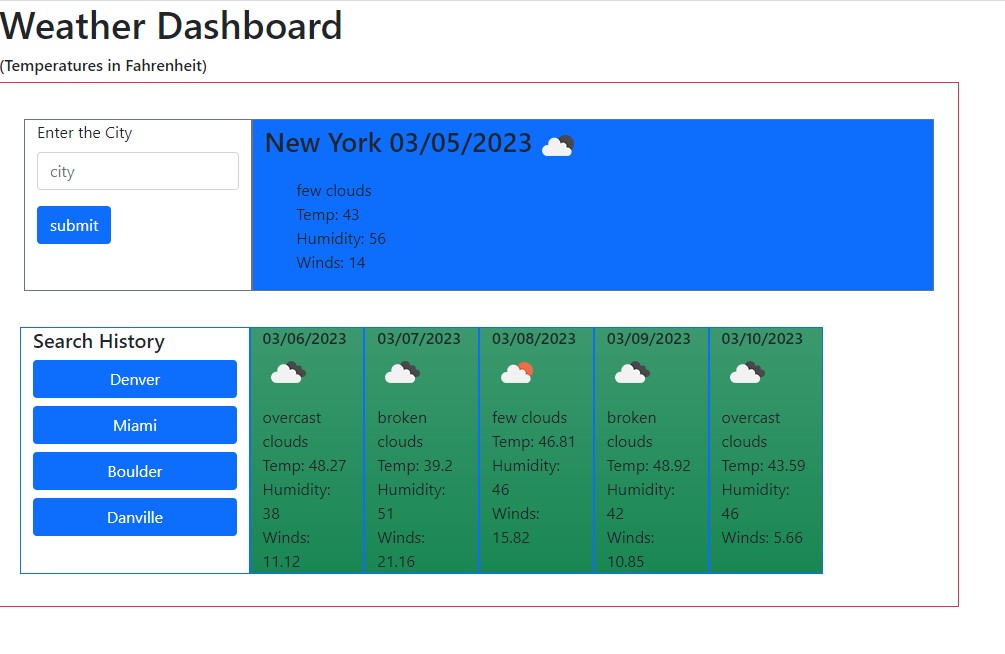 Weather Dashboard
(Temperatures in Fahrenheit)
Enter the City
city
submit
New York 03/05/2023
few clouds
Temp: 43
Humidity: 56
Winds: 14
Search History
Denver
Miami
Boulder
Danville
03/06/2023
overcast
clouds
Temp: 48.27
Humidity:
38
Winds:
11.12
03/07/2023
broken
clouds
Temp: 39.2
Humidity:
51
Winds:
21.16
03/08/2023
few clouds
Temp: 46.81
Humidity:
46
Winds:
15.82
03/09/2023
broken
clouds
Temp: 48.92
Humidity:
42
Winds:
10.85
03/10/2023
overcast
clouds
Temp: 43.59
Humidity:
46
Winds: 5.66